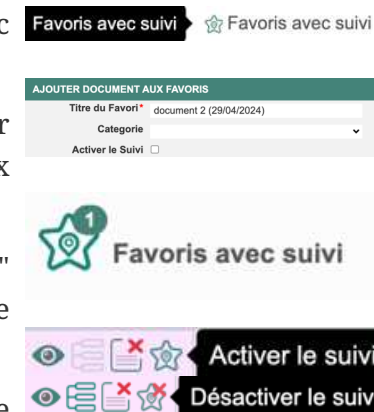 c
Favoris avec suivi Favoris avec suivi
AJOUTER DOCUMENT AUX FAVORIS
Titre du Favori* document 2 (29/04/2024)
r
Categorie
Activer le Suivi
x
1
Favoris avec suivi
"
e
Activer le suivi
Désactiver le suiv
e